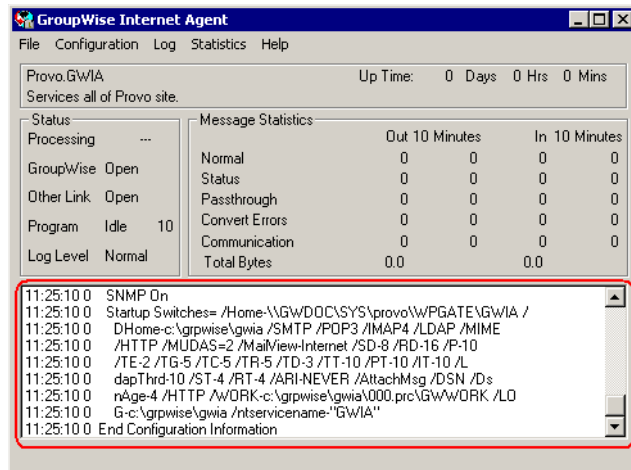 GroupWise Internet Agent
File Configuration Log Statistics Help
Provo.GWIA Up Time: 0 Days 0 Hrs 0 Mins
Services all of Provo site.
Status Message Statistics
Processing ---
Out 10 Minutes In 10 Minutes
GroupWise Open
Other Link Open
Program Idle 10
Log Level Normal
Normal 0 0 0 0
Status 0 0 0 0
Passthrough 0 0 0 0
Convert Errors 0 0 0 0
Communication 0 0 0 0
Total Bytes 0.0 0.0
11:25:10 0 SNMP On
11:25:10 0 Startup Switches= /Home-\\GWDOC\SYS\provo\WPGATE\GWIA /
11:25:10 0 DHome-c:\grpwise\gwia /SMTP /POP3 /IMAP4 /LDAP /MIME
11:25:10 0 /HTTP /MUDAS=2 /MailView-Internet /SD-8 /RD-16 /P-10
11:25:10 0 /TE-2 /TG-5 /TC-5 /TR-5 /TD-3 /TT-10 /PT-10 /IT-10 /L
11:25:10 0 dapThrd-10 /ST-4 /RT-4 /ARI-NEVER /AttachMsg /DSN /Ds
11:25:10 0 nAge-4 /HTTP /WORK-c:\grpwise\gwia\000.prc\GWWORK /LO
11:25:10 0 G-c:\grpwise\gwia /ntservicename-"GWIA"
11:25:10 0 End Configuration Information